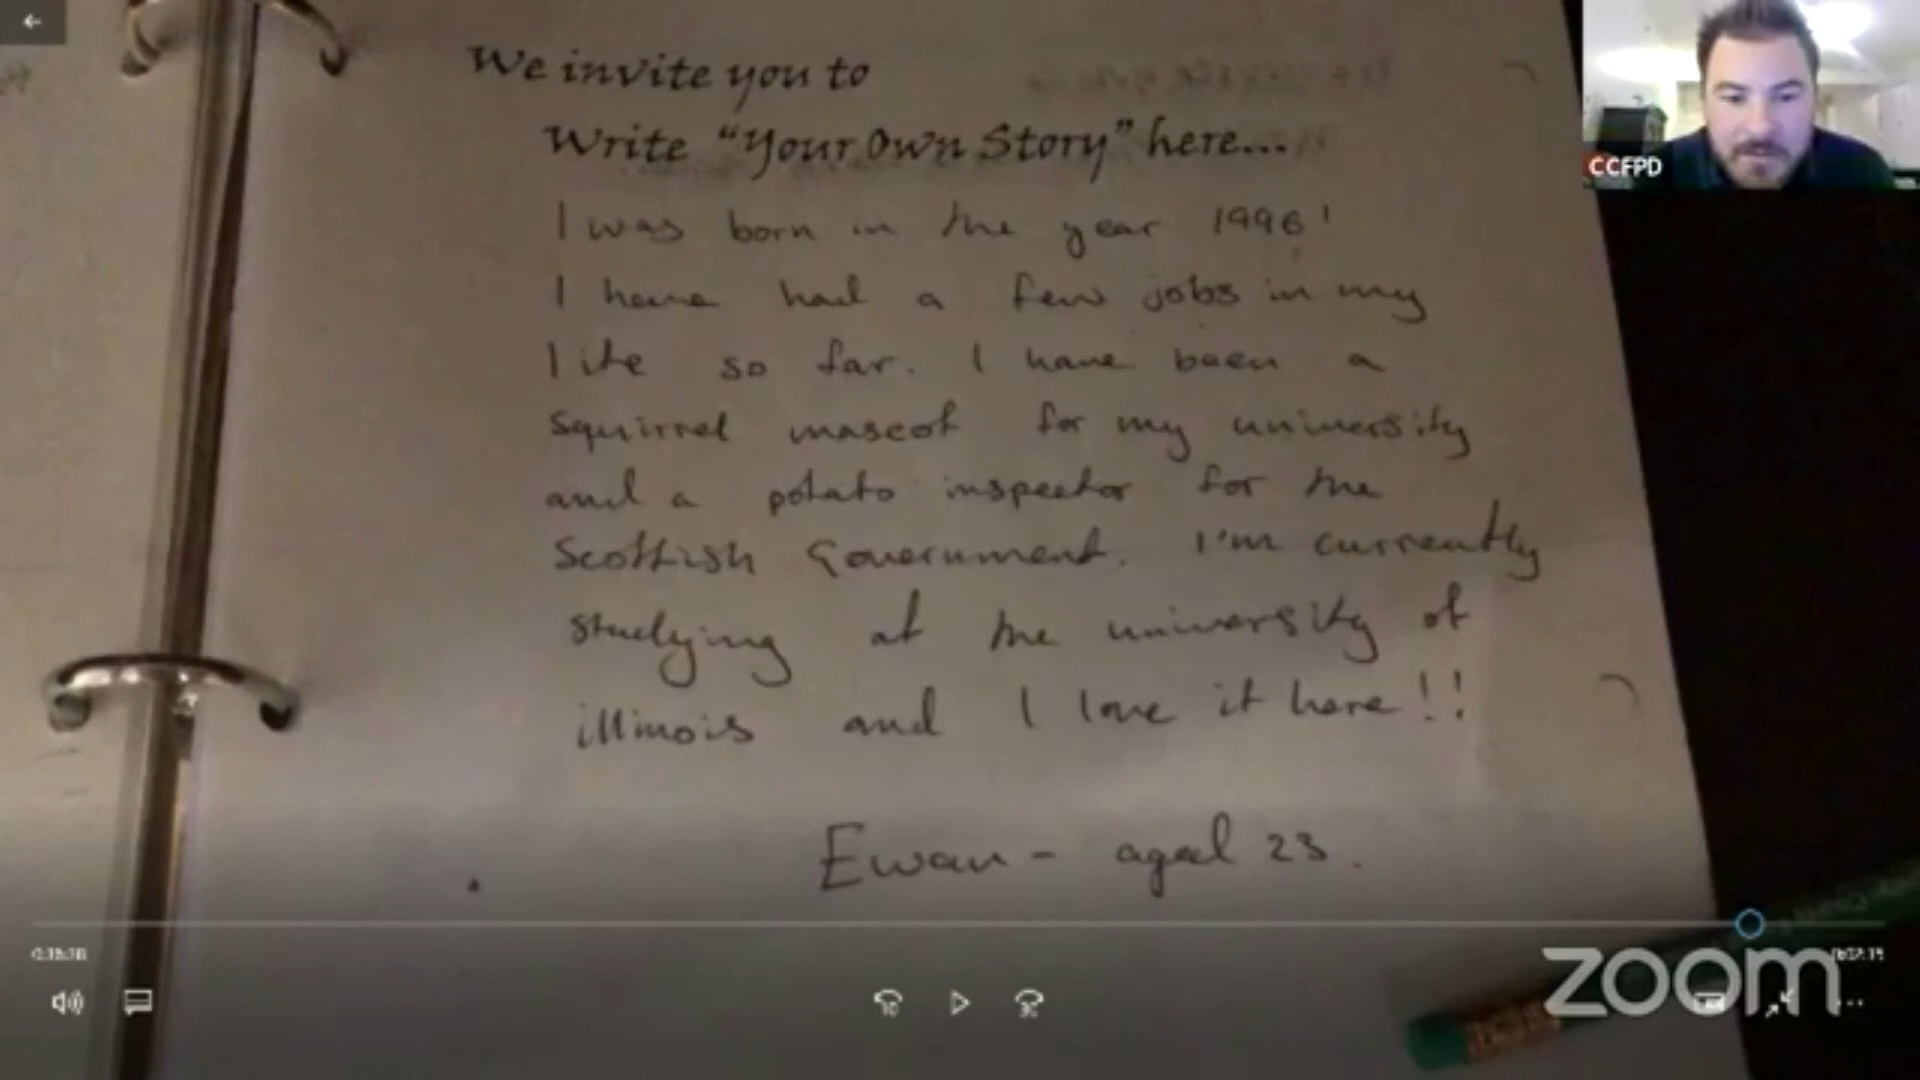 We invite you to
Write "Your Own Story" here...
I was born in the year 1996!
I have had a few jobs in my
life so far. I have been a
squirrel mascot for my university
and a potato inspector for the
Scottish Government. I'm currently
studying at the university of
illinois and I love it here!!
Ewan - aged 23.
CCFPD
zoom
10
30